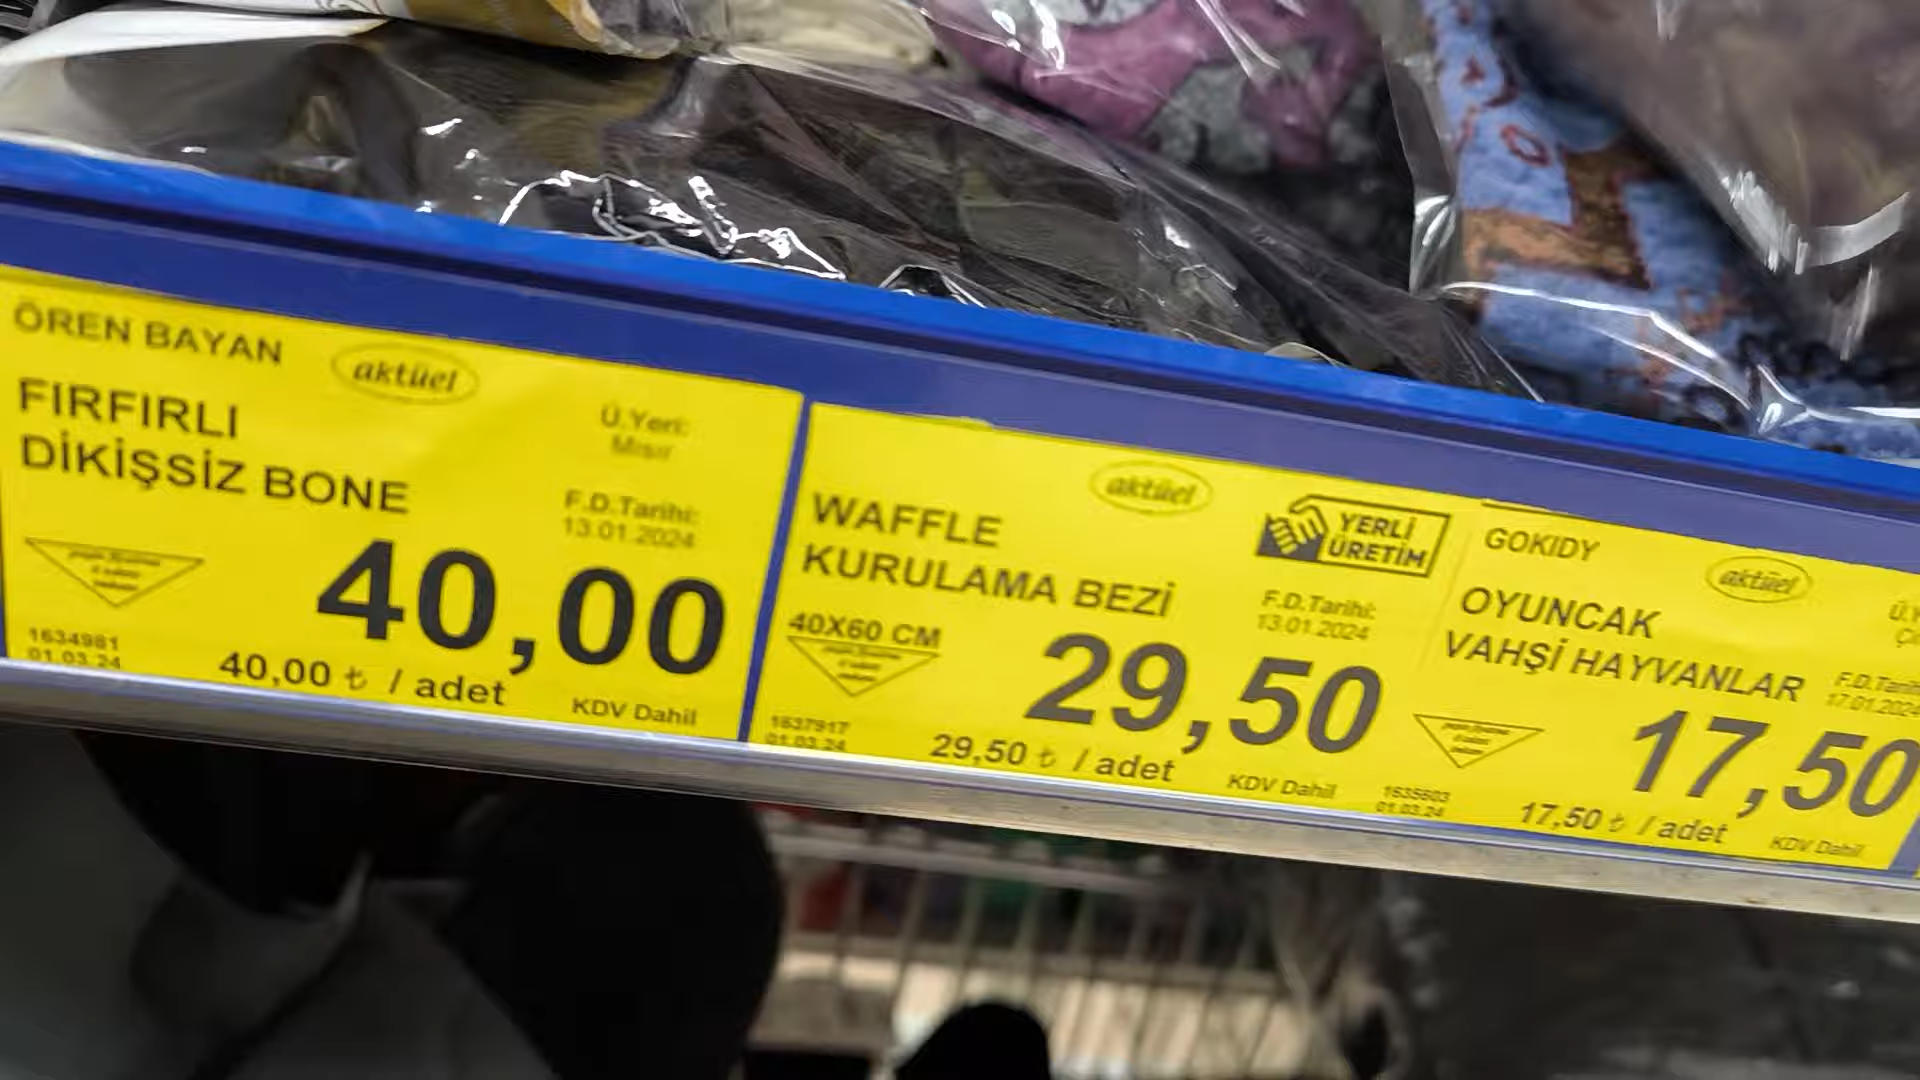 ÖREN BAYAN
aktüel
FIRFIRLI
DİKİŞSİZ BONE
Ü.Yeri:
Mısır
F.D.Tarihi:
13.01.2024
40,00
1634981
01.03.24
40,00 ₺ / adet
KDV Dahil
aktüel
YERLİ
ÜRETİM
WAFFLE
KURULAMA BEZİ
40X60 CM
F.D.Tarihi:
13.01.2024
29,50
1637917
01.03.24
29,50 ₺ / adet
KDV Dahil
GOKIDY
aktüel
OYUNCAK
VAHŞİ HAYVANLAR
17.01.2024
17,50
1635603
01.03.24
17,50 ₺ / adet
KDV Dahil